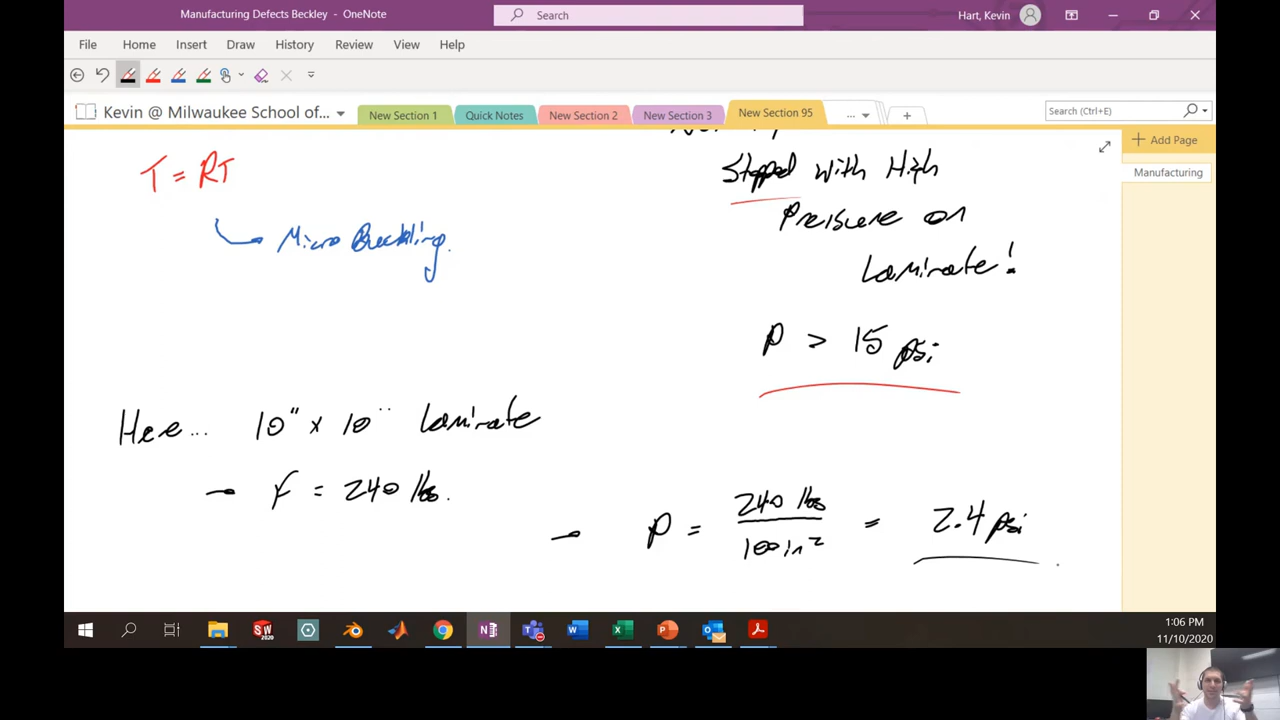 Manufacturing Defects Beckley - OneNote
Search
Hart, Kevin
File Home Insert Draw History Review View Help
Kevin @ Milwaukee School of...
New Section 1
Quick Notes
New Section 2
New Section 3
New Section 95
...
Search (Ctrl+E)
Add Page
Manufacturing
T = RT
Micro Buckling.
Stopped with High
Pressure on
Laminate!
P > 15 psi
Here... 10" x 10" Laminate
F = 240 lbs.
P = 240 lbs / 100 in² = 2.4 psi
SW
2020
1:06 PM
11/10/2020